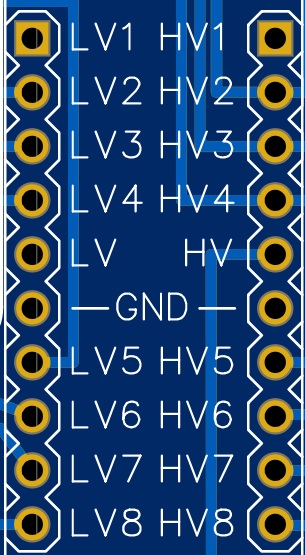 LV1 HV1
LV2 HV2
LV3 HV3
LV4 HV4
LV HV
GND
LV5 HV5
LV6 HV6
LV7 HV7
LV8 HV8